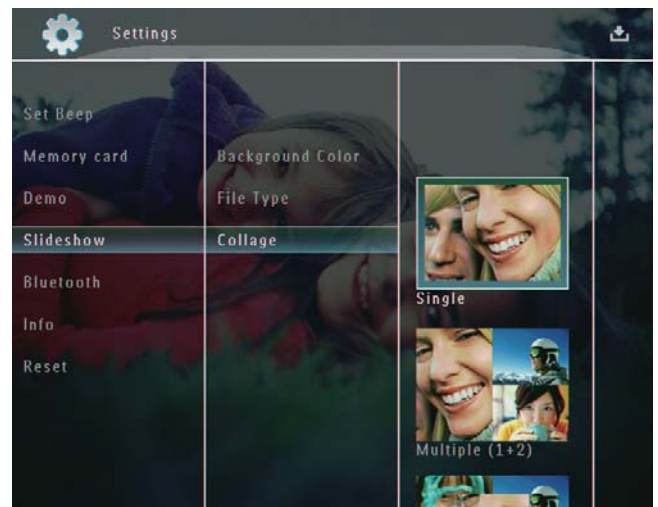 Settings
Set Beep
Memory card
Demo
Slideshow
Bluetooth
Info
Reset
Background Color
File Type
Collage
Single
Multiple (1+2)